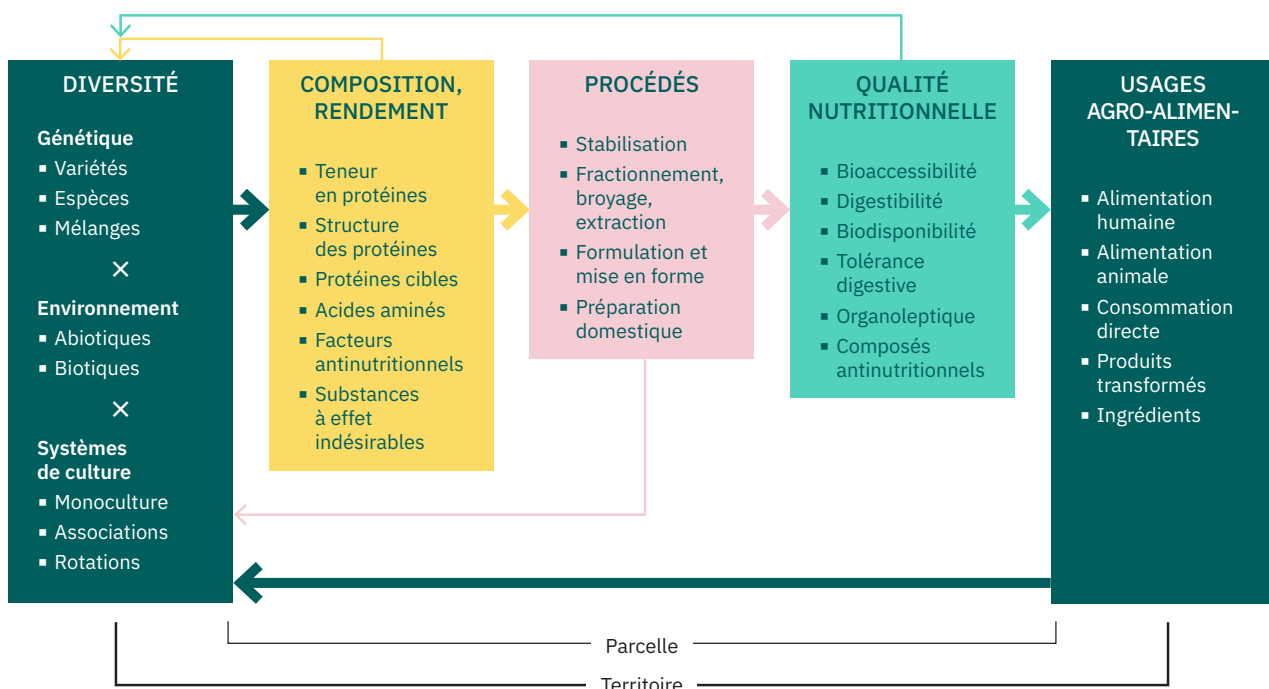 DIVERSITÉ
Génétique
▪ Variétés
▪ Espèces
▪ Mélanges
×
Environnement
▪ Abiotiques
▪ Biotiques
×
Systèmes
de culture
▪ Monoculture
▪ Associations
▪ Rotations
COMPOSITION,
RENDEMENT
▪ Teneur
en protéines
▪ Structure
des protéines
▪ Protéines cibles
▪ Acides aminés
▪ Facteurs
antinutritionnels
▪ Substances
à effet
indésirables
PROCÉDÉS
▪ Stabilisation
▪ Fractionnement,
broyage,
extraction
▪ Formulation et
mise en forme
▪ Préparation
domestique
QUALITÉ
NUTRITIONNELLE
▪ Bioaccessibilité
▪ Digestibilité
▪ Biodisponibilité
▪ Tolérance
digestive
▪ Organoleptique
▪ Composés
antinutritionnels
USAGES
AGRO-ALIMEN-
TAIRES
▪ Alimentation
humaine
▪ Alimentation
animale
▪ Consommation
directe
▪ Produits
transformés
▪ Ingrédients
Parcelle
Territoire